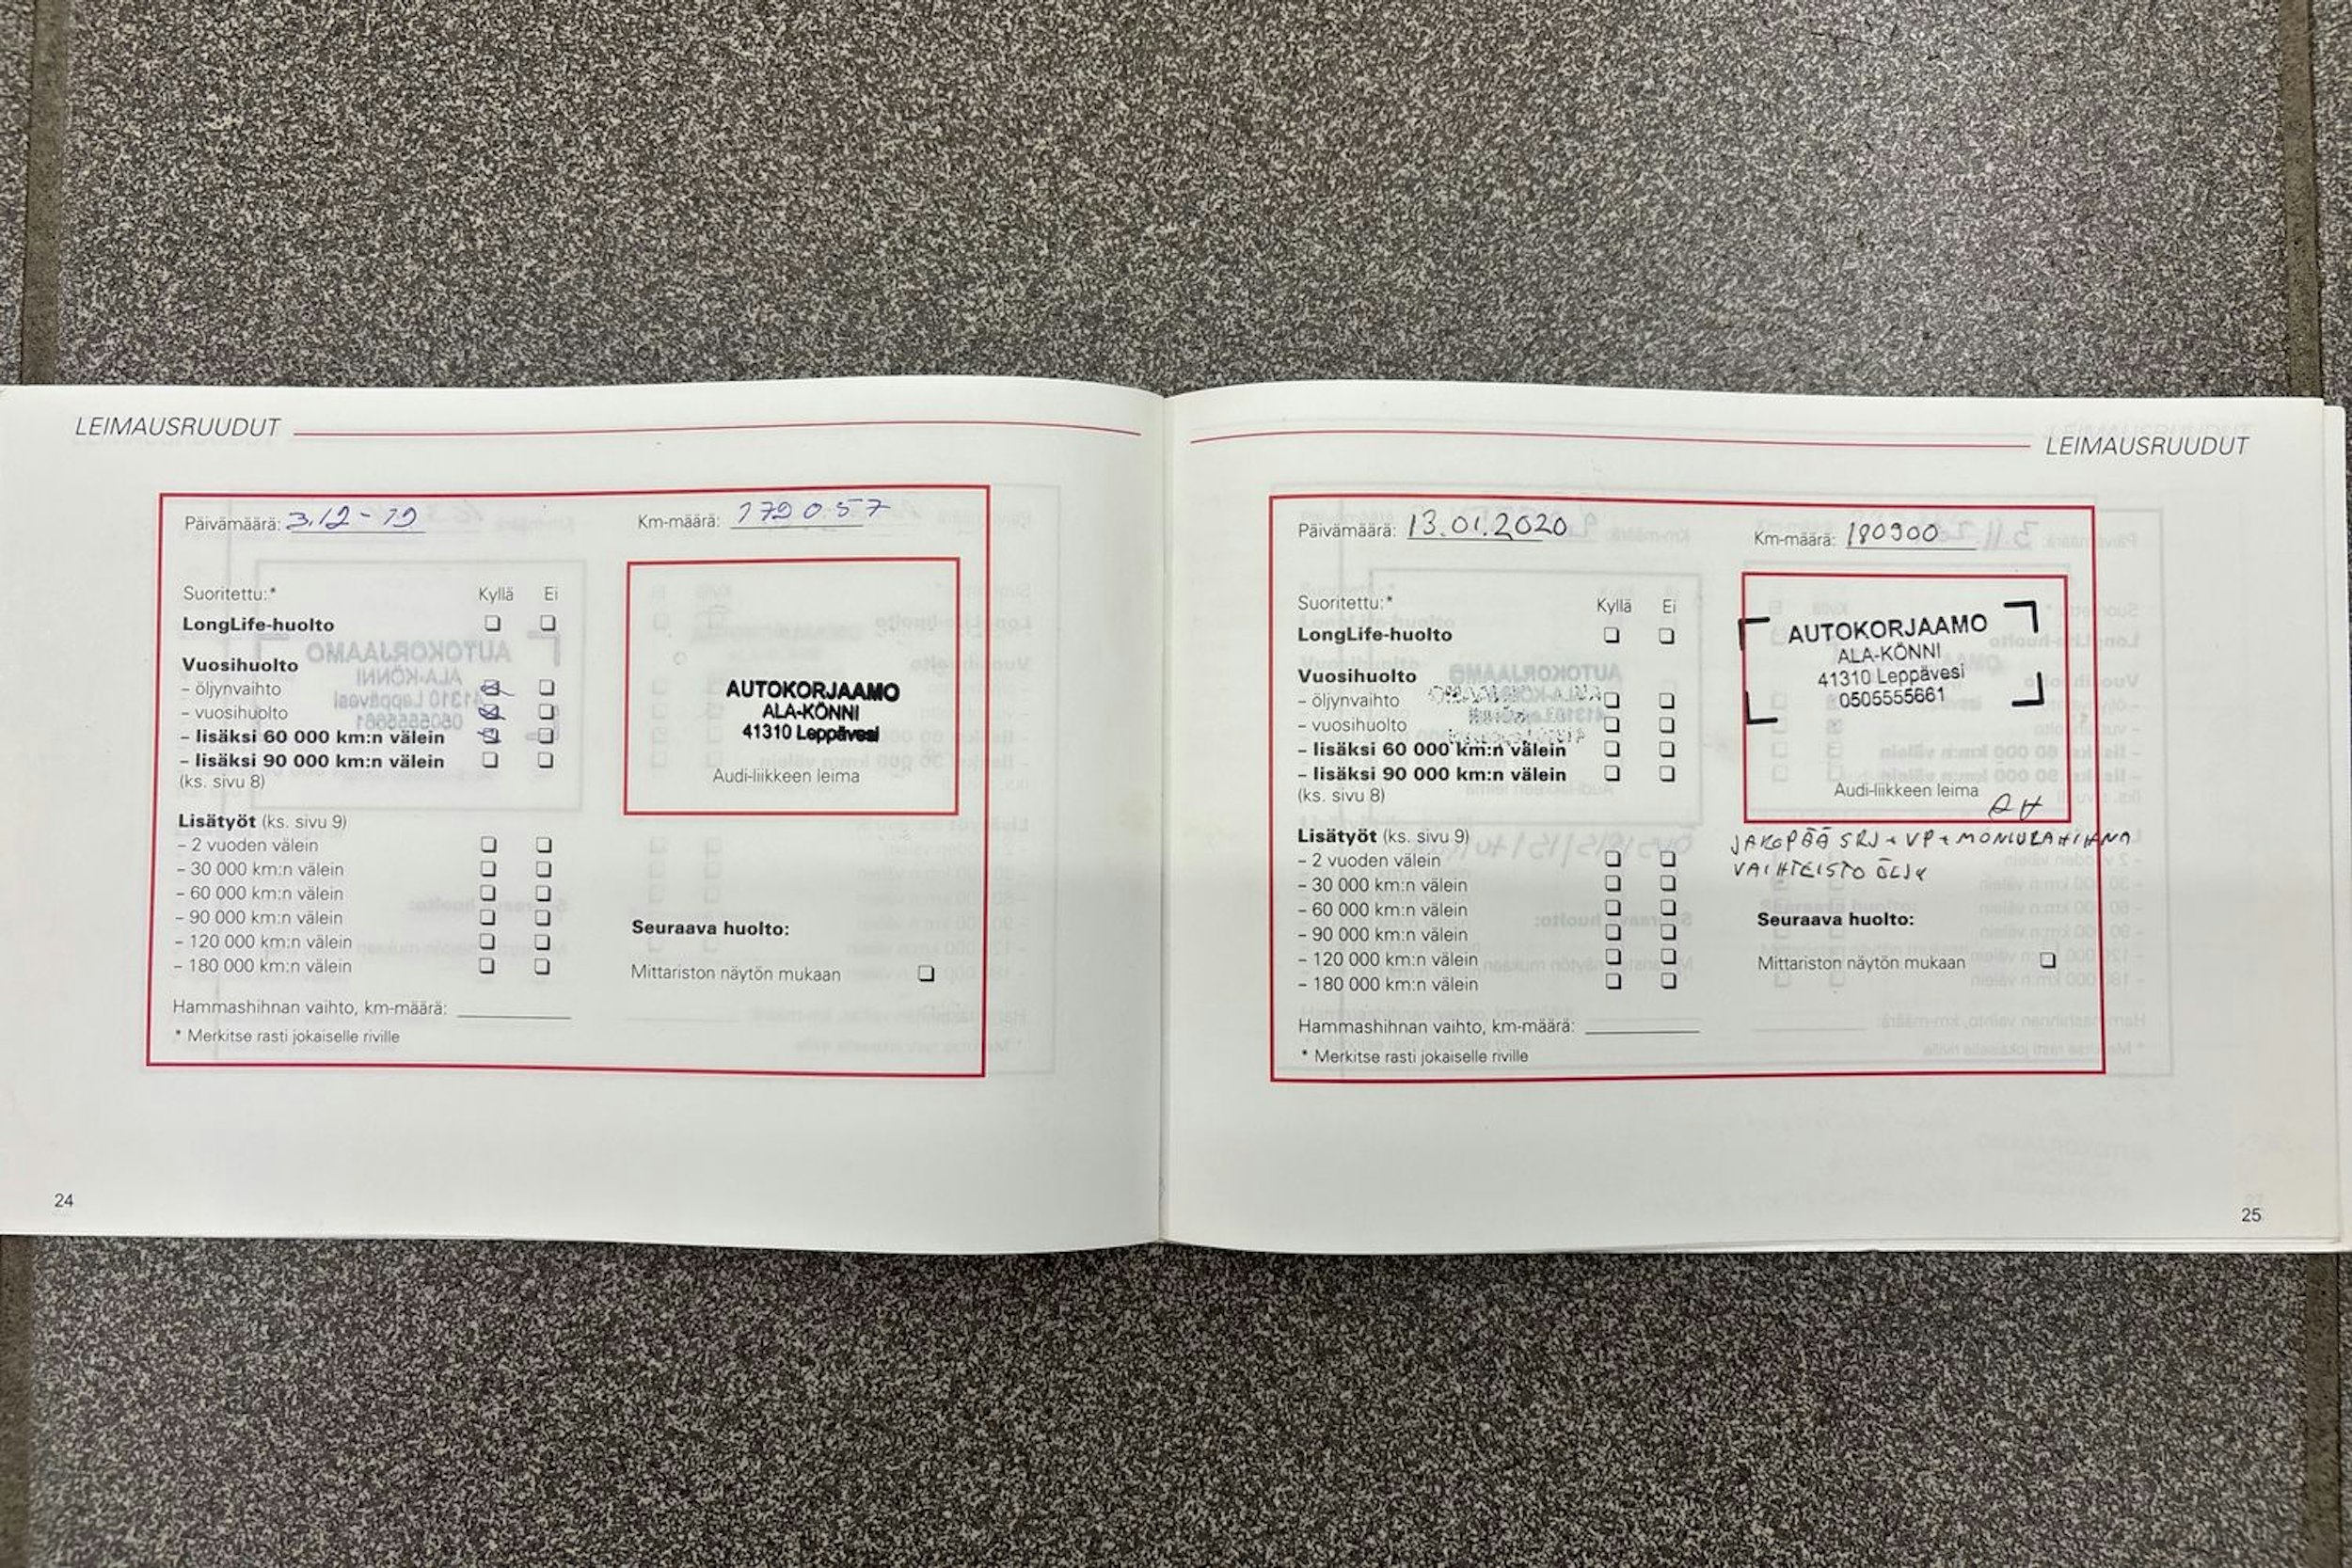 LEIMAUSRUUDUT
Päivämäärä: 3.12-19 Km-määrä: 179057
Suoritettu:* Kyllä Ei
LongLife-huolto
Vuosihuolto
- öljynvaihto
- vuosihuolto
- lisäksi 60 000 km:n välein
- lisäksi 90 000 km:n välein
(ks. sivu 8)
AUTOKORJAAMO
ALA-KÖNNI
41310 Leppävesi
Audi-liikkeen leima
Lisätyöt (ks. sivu 9)
- 2 vuoden välein
- 30 000 km:n välein
- 60 000 km:n välein
- 90 000 km:n välein
- 120 000 km:n välein
- 180 000 km:n välein
Seuraava huolto:
Mittariston näytön mukaan
Hammashihnan vaihto, km-määrä:
* Merkitse rasti jokaiselle riville
24
LEIMAUSRUUDUT
Päivämäärä: 13.01.2020 Km-määrä: 180900
Suoritettu:* Kyllä Ei
LongLife-huolto
Vuosihuolto
- öljynvaihto
- vuosihuolto
- lisäksi 60 000 km:n välein
- lisäksi 90 000 km:n välein
(ks. sivu 8)
AUTOKORJAAMO
ALA-KÖNNI
41310 Leppävesi
0505555661
Audi-liikkeen leima
JAKOPÄÄ SRJ + VP + MONIURAHIHNA
VAIHTEISTO ÖLJY
Lisätyöt (ks. sivu 9)
- 2 vuoden välein
- 30 000 km:n välein
- 60 000 km:n välein
- 90 000 km:n välein
- 120 000 km:n välein
- 180 000 km:n välein
Seuraava huolto:
Mittariston näytön mukaan
Hammashihnan vaihto, km-määrä:
* Merkitse rasti jokaiselle riville
25